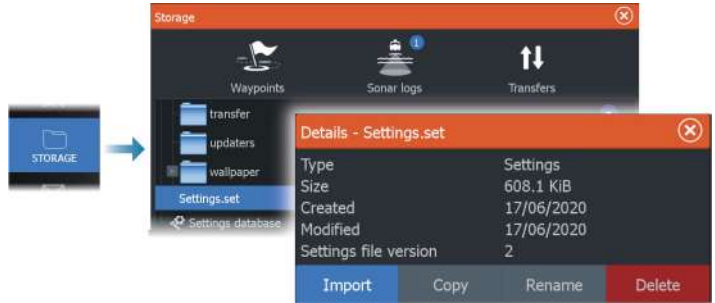 Storage
1
Waypoints
Sonar logs
Transfers
transfer
updaters
wallpaper
Settings.set
Settings database
STORAGE
Details - Settings.set
Type Settings
Size 608.1 KiB
Created 17/06/2020
Modified 17/06/2020
Settings file version 2
Import Copy Rename Delete